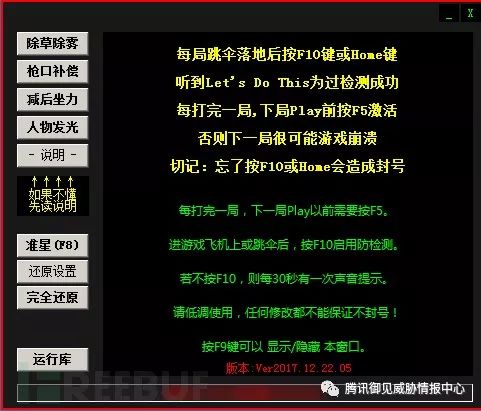 _ X
除草除雾
枪口补偿
减后坐力
人物发光
- 说明 -
↑↑↑↑
如果不懂
先读说明
准星(F8)
还原设置
完全还原
运行库
每局跳伞落地后按F10键或Home键
听到Let's Do This为过检测成功
每打完一局,下局Play前按F5激活
否则下一局很可能游戏崩溃
切记：忘了按F10或Home会造成封号
每打完一局，下一局Play以前需要按F5。
进游戏飞机上或跳伞后，按F10启用防检测。
若不按F10，则每30秒有一次声音提示。
请低调使用，任何修改都不能保证不封号！
按F9键可以 显示/隐藏 本窗口。
版本:Ver2017.12.22.05
REEBUF
腾讯御见威胁情报中心